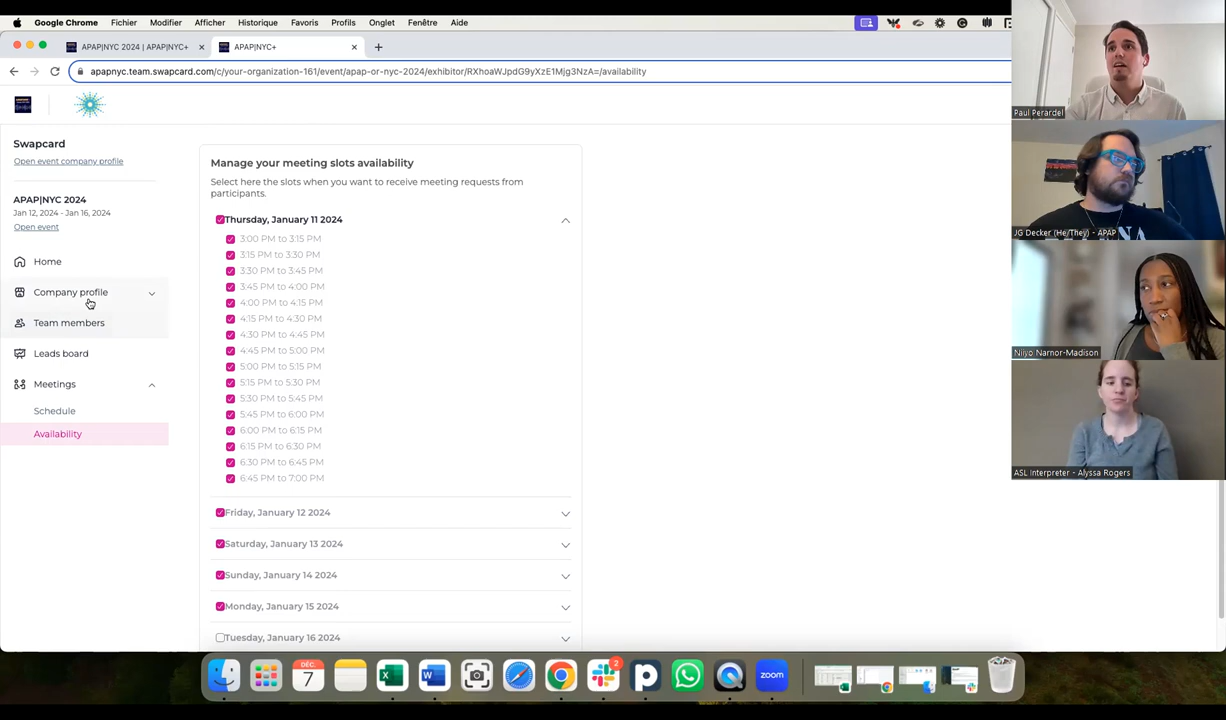 Google Chrome Fichier Modifier Afficher Historique Favoris Profils Onglet Fenêtre Aide
APAP|NYC 2024 | APAP|NYC+
APAP|NYC+
apapnyc.team.swapcard.com/c/your-organization-161/event/apap-or-nyc-2024/exhibitor/RXhoaWJpdG9yXzE1Mjg3NzA=/availability
Swapcard
Open event company profile
APAP|NYC 2024
Jan 12, 2024 - Jan 16, 2024
Open event
Home
Company profile
Team members
Leads board
Meetings
Schedule
Availability
Manage your meeting slots availability
Select here the slots when you want to receive meeting requests from
participants.
Thursday, January 11 2024
3:00 PM to 3:15 PM
3:15 PM to 3:30 PM
3:30 PM to 3:45 PM
3:45 PM to 4:00 PM
4:00 PM to 4:15 PM
4:15 PM to 4:30 PM
4:30 PM to 4:45 PM
4:45 PM to 5:00 PM
5:00 PM to 5:15 PM
5:15 PM to 5:30 PM
5:30 PM to 5:45 PM
5:45 PM to 6:00 PM
6:00 PM to 6:15 PM
6:15 PM to 6:30 PM
6:30 PM to 6:45 PM
6:45 PM to 7:00 PM
Friday, January 12 2024
Saturday, January 13 2024
Sunday, January 14 2024
Monday, January 15 2024
Tuesday, January 16 2024
Paul Perardel
JG Decker (He/They) - APAP
Niiyo Narnor-Madison
ASL Interpreter - Alyssa Rogers
DÉC.
7
2
zoom